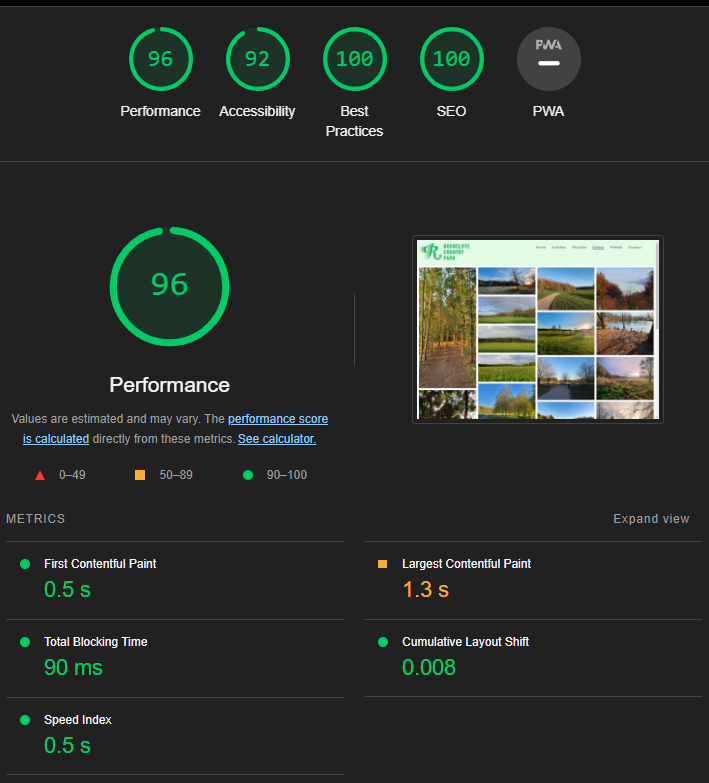 96
92
100
100
PWA
Performance
Accessibility
Best
Practices
SEO
PWA
96
Performance
Values are estimated and may vary. The performance score
is calculated directly from these metrics. See calculator.
0–49
50–89
90–100
RUSHCLIFFE
COUNTRY
PARK
Home
Activities
Facilities
Gallery
Friends
Contact
METRICS
Expand view
First Contentful Paint
0.5 s
Largest Contentful Paint
1.3 s
Total Blocking Time
90 ms
Cumulative Layout Shift
0.008
Speed Index
0.5 s